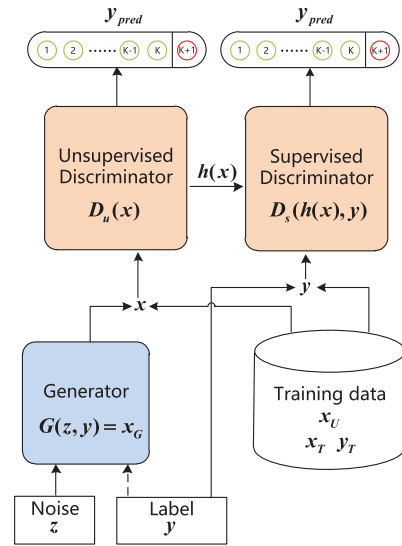 y_pred y_pred
1 2 ...... K-1 K K+1 1 2 ...... K-1 K K+1
Unsupervised Discriminator
D_u(x)
h(x)
Supervised Discriminator
D_s(h(x), y)
x
y
Generator
G(z, y) = x_G
Training data
x_U
x_T y_T
Noise
z
Label
y